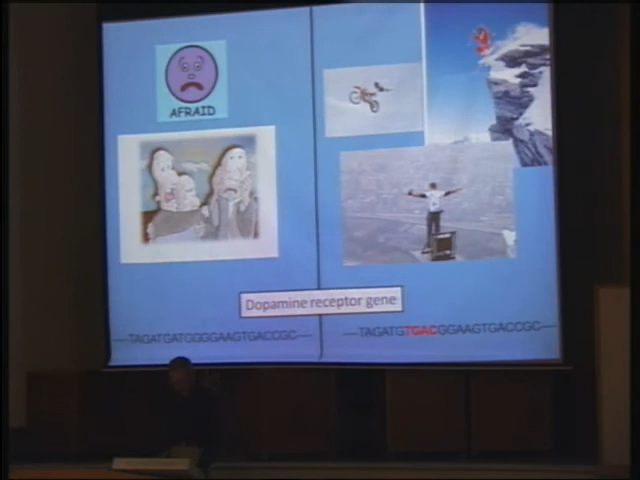 AFRAID
Dopamine receptor gene
—TAGATGATGGGGAAGTGACCGC—
—TAGATGTGACGGAAGTGACCGC—